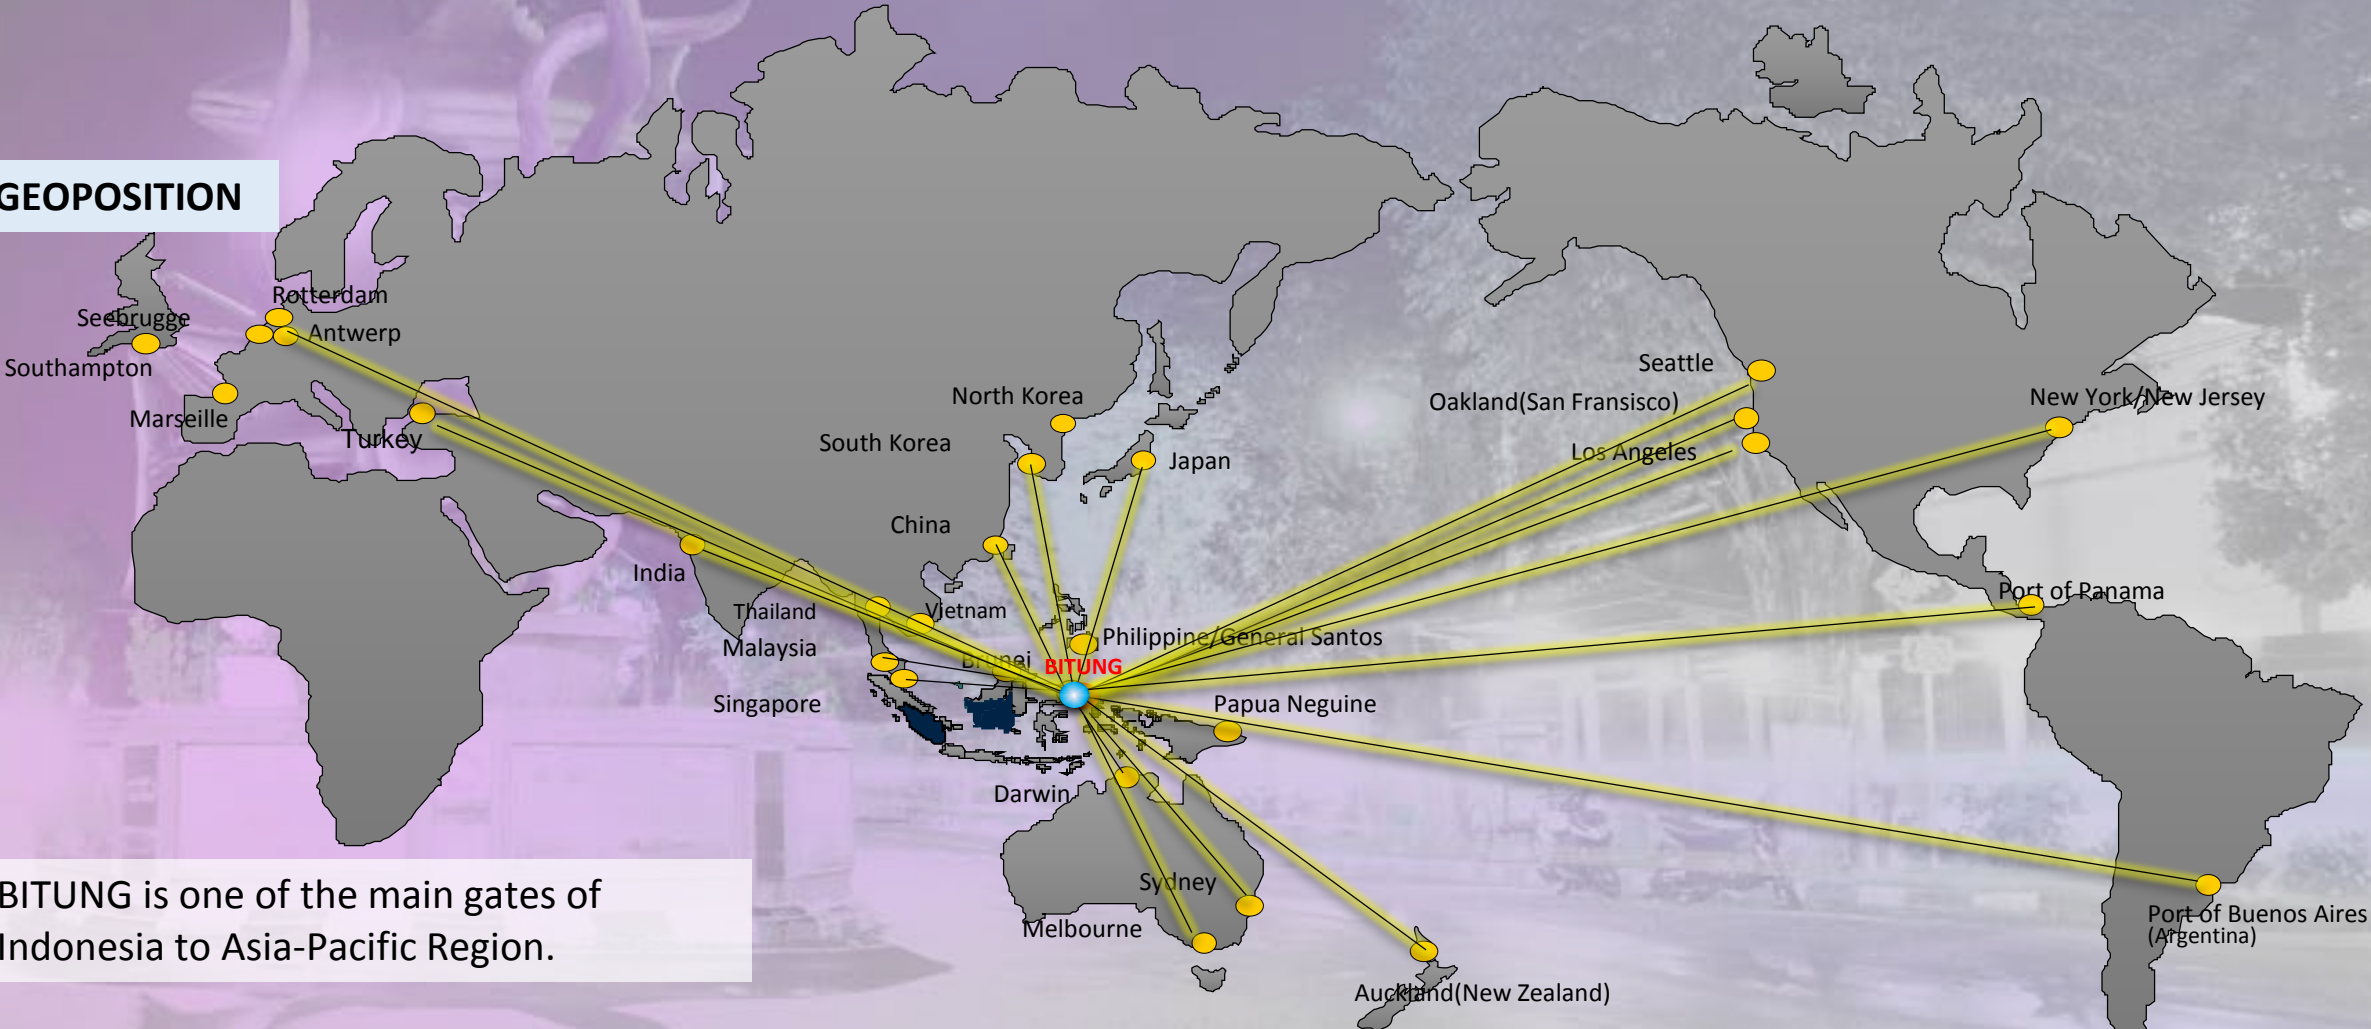 GEOPOSITION
Rotterdam
Seebrugge
Antwerp
Southampton
Marseille
Turkey
North Korea
South Korea
Japan
China
India
Thailand
Vietnam
Malaysia
Brunei
Philippine/General Santos
BITUNG
Singapore
Papua Neguine
Seattle
Oakland(San Fransisco)
Los Angeles
New York/New Jersey
Port of Panama
Darwin
Sydney
Melbourne
Auckland(New Zealand)
Port of Buenos Aires
(Argentina)
BITUNG is one of the main gates of
Indonesia to Asia-Pacific Region.